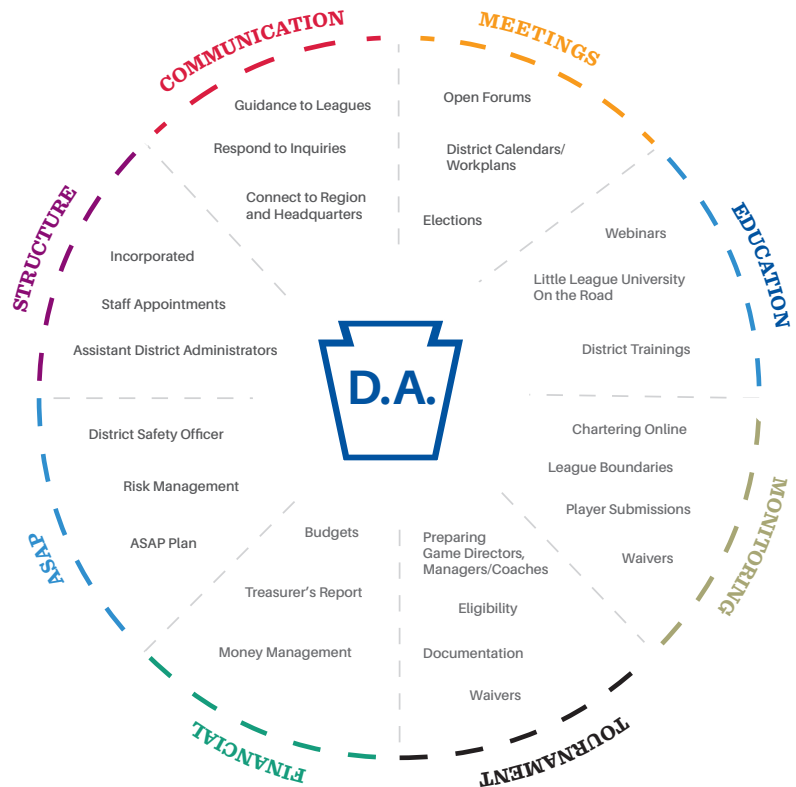 COMMUNICATION
Guidance to Leagues
Respond to Inquiries
Connect to Region
and Headquarters
MEETINGS
Open Forums
District Calendars/
Workplans
Elections
EDUCATION
Webinars
Little League University
On the Road
District Trainings
MONITORING
Chartering Online
League Boundaries
Player Submissions
Waivers
TOURNAMENT
Preparing
Game Directors,
Managers/Coaches
Eligibility
Documentation
Waivers
FINANCIAL
Budgets
Treasurer’s Report
Money Management
ASAP
District Safety Officer
Risk Management
ASAP Plan
STRUCTURE
Incorporated
Staff Appointments
Assistant District Administrators
D.A.